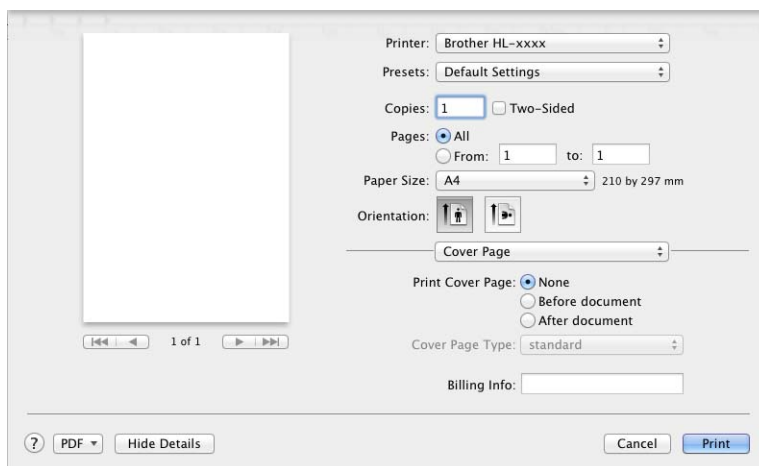 Printer: Brother HL-xxxx
Presets: Default Settings
Copies: 1 Two-Sided
Pages: All
From: 1 to: 1
Paper Size: A4 210 by 297 mm
Orientation:
Cover Page
Print Cover Page: None
Before document
After document
Cover Page Type: standard
Billing Info:
1 of 1
? PDF Hide Details Cancel Print